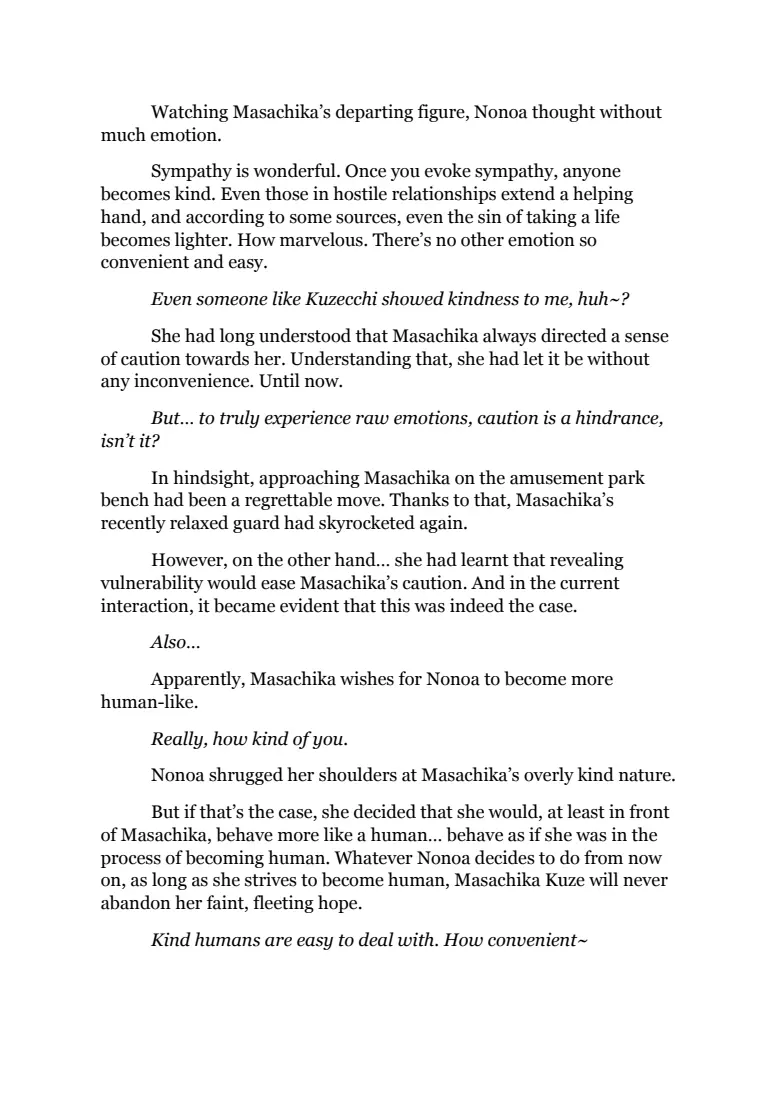 Watching Masachika’s departing figure, Nonoa thought without
much emotion.
Sympathy is wonderful. Once you evoke sympathy, anyone
becomes kind. Even those in hostile relationships extend a helping
hand, and according to some sources, even the sin of taking a life
becomes lighter. How marvelous. There’s no other emotion so
convenient and easy.
Even someone like Kuzecchi showed kindness to me, huh~?
She had long understood that Masachika always directed a sense
of caution towards her. Understanding that, she had let it be without
any inconvenience. Until now.
But… to truly experience raw emotions, caution is a hindrance,
isn’t it?
In hindsight, approaching Masachika on the amusement park
bench had been a regrettable move. Thanks to that, Masachika’s
recently relaxed guard had skyrocketed again.
However, on the other hand… she had learnt that revealing
vulnerability would ease Masachika’s caution. And in the current
interaction, it became evident that this was indeed the case.
Also…
Apparently, Masachika wishes for Nonoa to become more
human-like.
Really, how kind of you.
Nonoa shrugged her shoulders at Masachika’s overly kind nature.
But if that’s the case, she decided that she would, at least in front
of Masachika, behave more like a human… behave as if she was in the
process of becoming human. Whatever Nonoa decides to do from now
on, as long as she strives to become human, Masachika Kuze will never
abandon her faint, fleeting hope.
Kind humans are easy to deal with. How convenient~